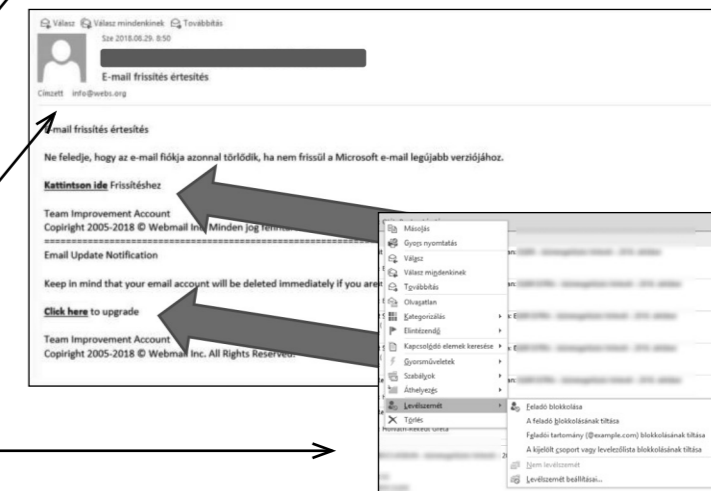 Válasz Válasz mindenkinek Továbbítás
Sze 2018.08.29. 8:50
E-mail frissítés értesítés
Címzett info@webs.org
E-mail frissítés értesítés
Ne feledje, hogy az e-mail fiókja azonnal törlődik, ha nem frissül a Microsoft e-mail legújabb verziójához.
Kattintson ide Frissítéshez
Team Improvement Account
Copiright 2005-2018 © Webmail Inc. Minden jog
Email Update Notification
Keep in mind that your email account will be deleted immediately if you
Click here to upgrade
Team Improvement Account
Copiright 2005-2018 © Webmail Inc. All Rights Reserved.
Másolás
Gyors nyomtatás
Válasz
Válasz mindenkinek
Továbbítás
Olvasatlan
Kategorizálás
Elintézendő
Kapcsolódó elemek keresése
Gyorsműveletek
Szabályok
Áthelyezés
Levélszemét
Törlés
Feladó blokkolása
A feladó blokkolásának tiltása
Feladói tartomány (@example.com) blokkolásának tiltása
A kijelölt csoport vagy levelezőlista blokkolásának tiltása
Nem levélszemét
Levélszemét beállításai...